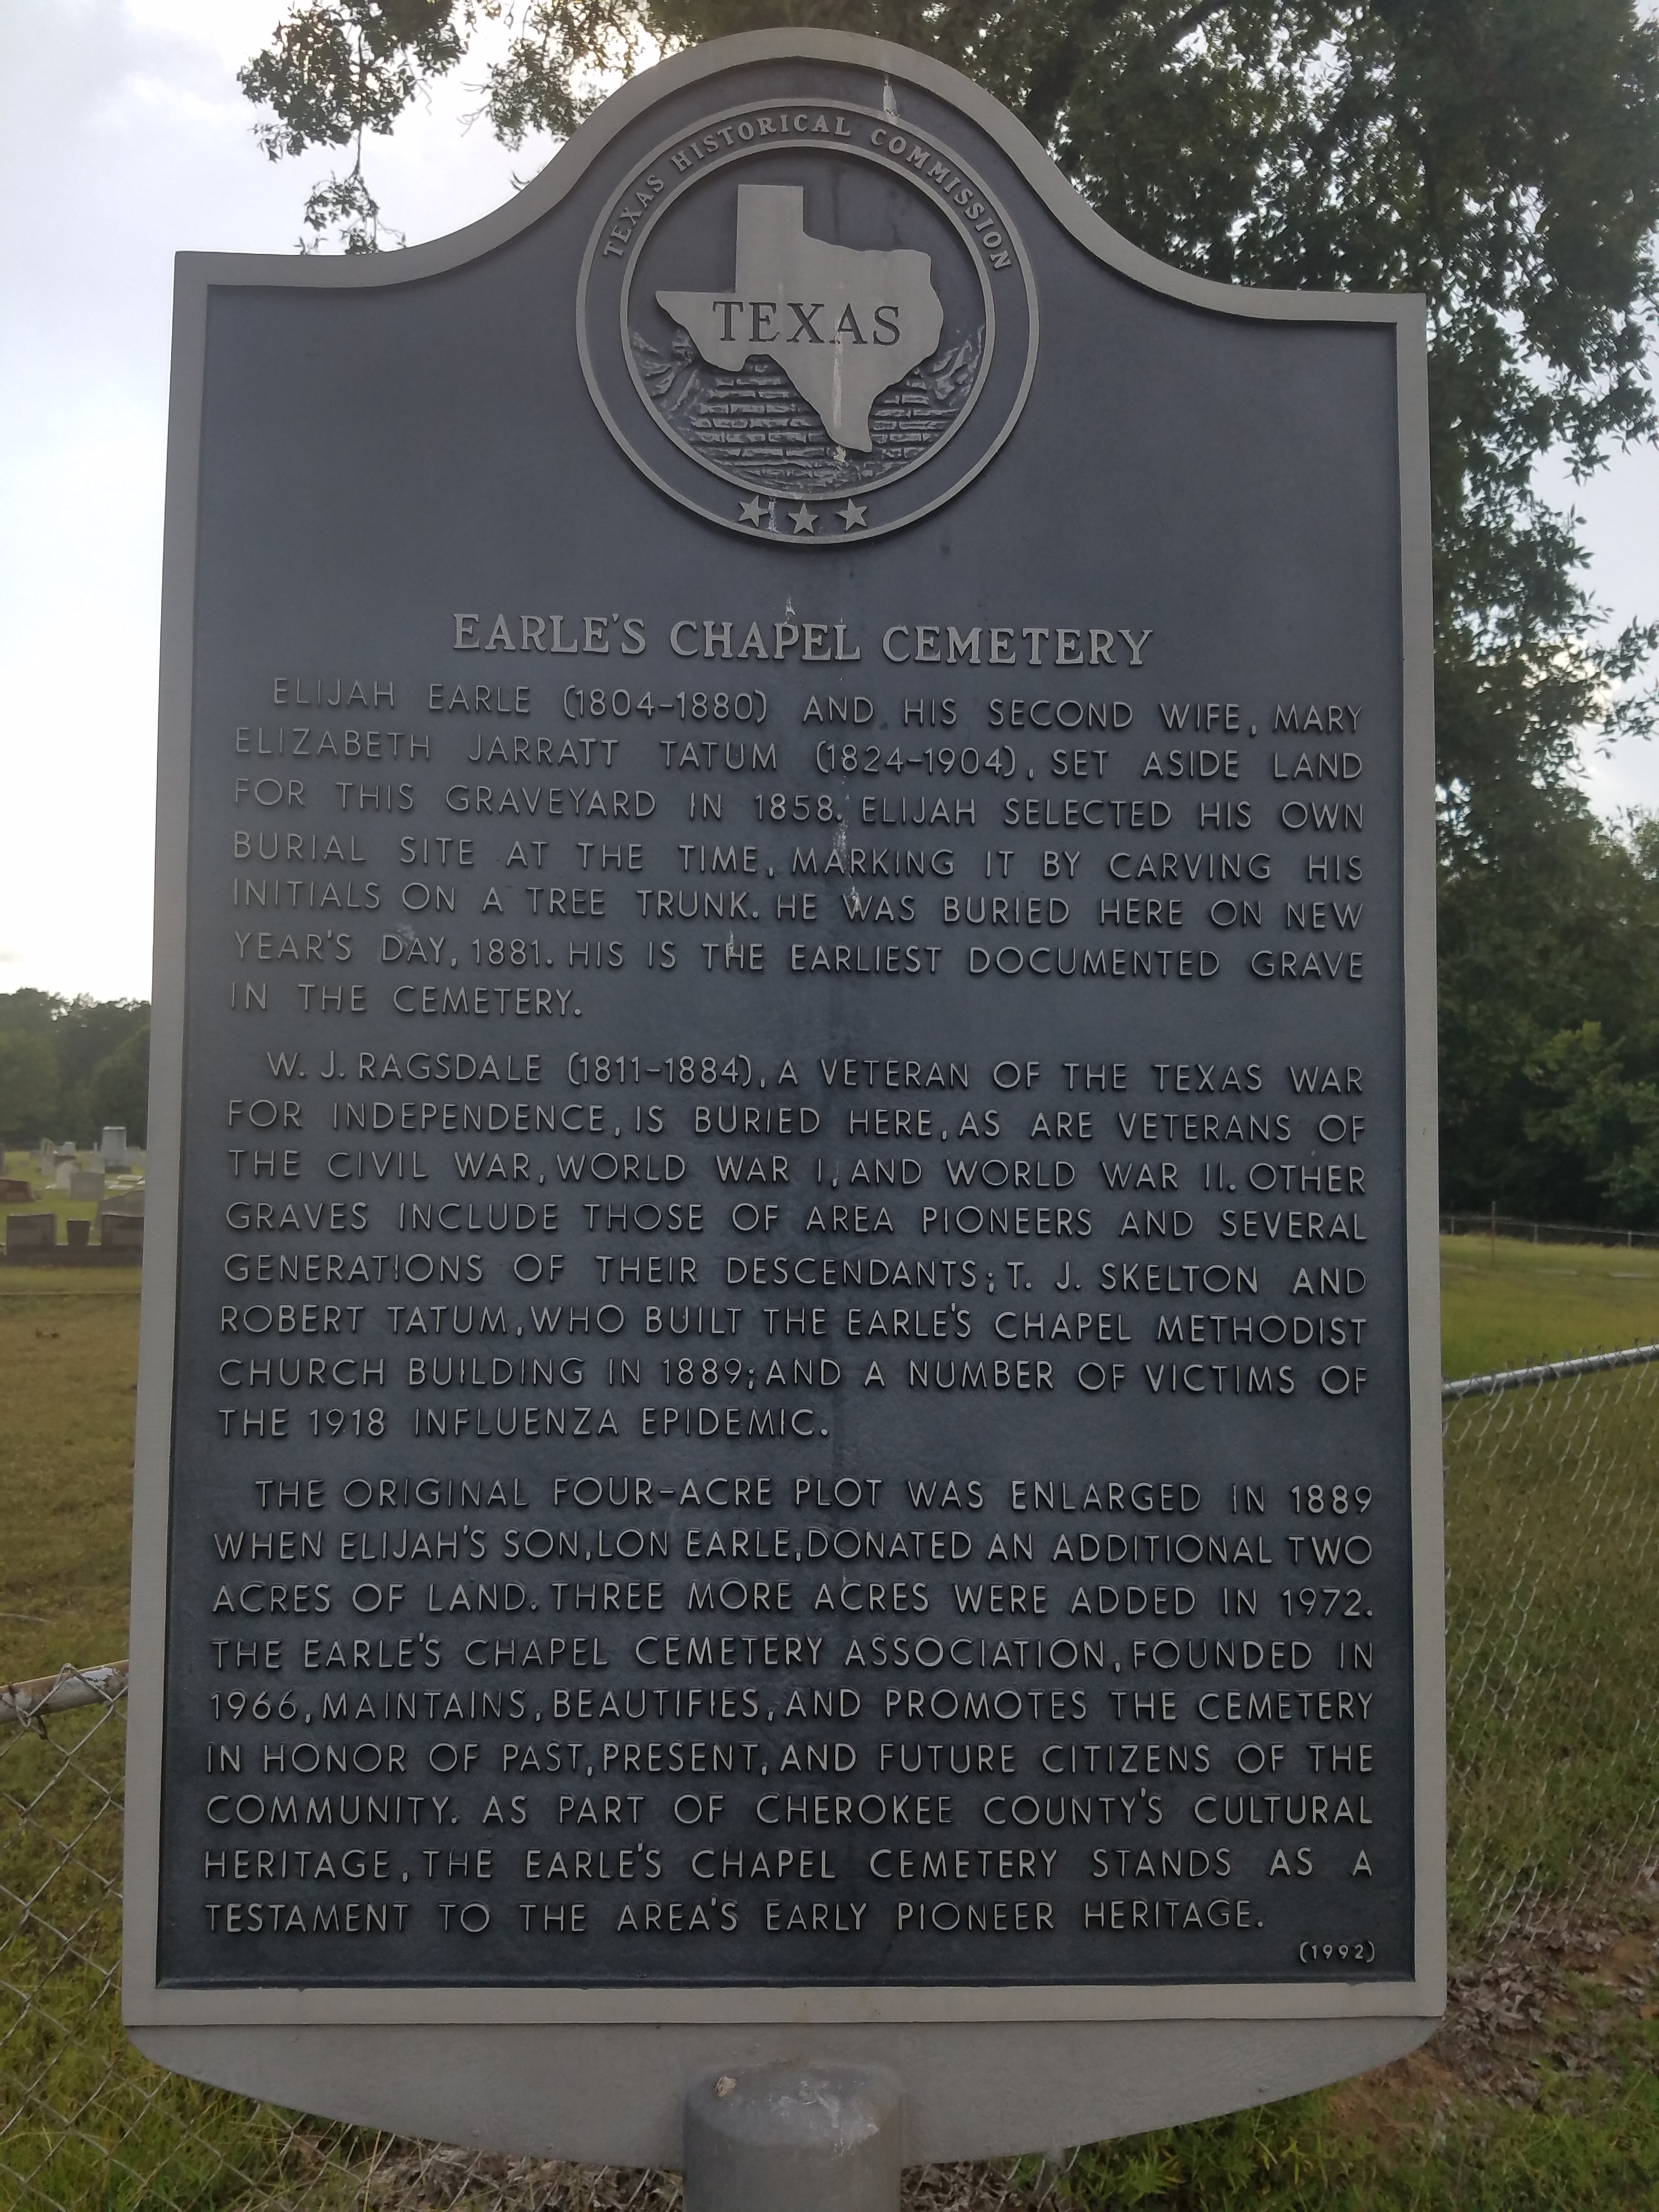 TEXAS HISTORICAL COMMISSION
TEXAS
EARLE'S CHAPEL CEMETERY
ELIJAH EARLE (1804-1880) AND HIS SECOND WIFE, MARY
ELIZABETH JARRATT TATUM (1824-1904), SET ASIDE LAND
FOR THIS GRAVEYARD IN 1858. ELIJAH SELECTED HIS OWN
BURIAL SITE AT THE TIME, MARKING IT BY CARVING HIS
INITIALS ON A TREE TRUNK. HE WAS BURIED HERE ON NEW
YEAR'S DAY, 1881. HIS IS THE EARLIEST DOCUMENTED GRAVE
IN THE CEMETERY.
W. J. RAGSDALE (1811-1884), A VETERAN OF THE TEXAS WAR
FOR INDEPENDENCE, IS BURIED HERE, AS ARE VETERANS OF
THE CIVIL WAR, WORLD WAR I, AND WORLD WAR II. OTHER
GRAVES INCLUDE THOSE OF AREA PIONEERS AND SEVERAL
GENERATIONS OF THEIR DESCENDANTS; T. J. SKELTON AND
ROBERT TATUM, WHO BUILT THE EARLE'S CHAPEL METHODIST
CHURCH BUILDING IN 1889; AND A NUMBER OF VICTIMS OF
THE 1918 INFLUENZA EPIDEMIC.
THE ORIGINAL FOUR-ACRE PLOT WAS ENLARGED IN 1889
WHEN ELIJAH'S SON, LON EARLE, DONATED AN ADDITIONAL TWO
ACRES OF LAND. THREE MORE ACRES WERE ADDED IN 1972.
THE EARLE'S CHAPEL CEMETERY ASSOCIATION, FOUNDED IN
1966, MAINTAINS, BEAUTIFIES, AND PROMOTES THE CEMETERY
IN HONOR OF PAST, PRESENT, AND FUTURE CITIZENS OF THE
COMMUNITY. AS PART OF CHEROKEE COUNTY'S CULTURAL
HERITAGE, THE EARLE'S CHAPEL CEMETERY STANDS AS A
TESTAMENT TO THE AREA'S EARLY PIONEER HERITAGE.
(1992)